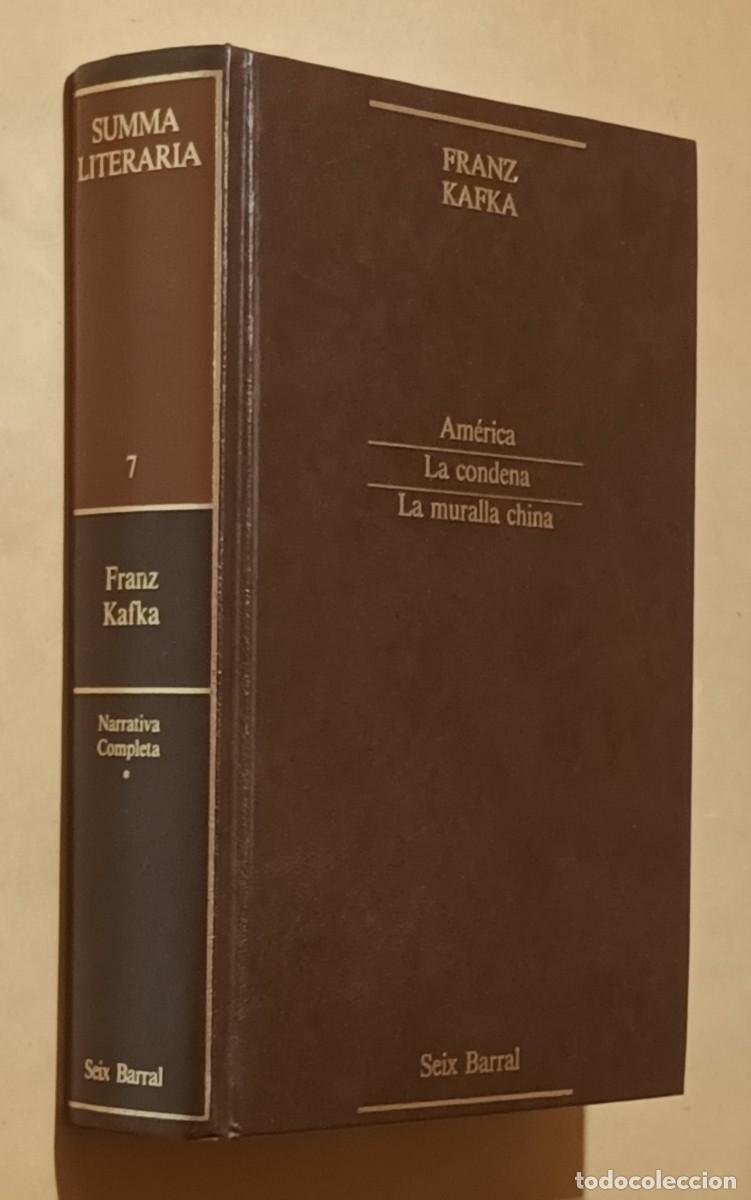 SUMMA
LITERARIA
7
Franz
Kafka
Narrativa
Completa
*
Seix Barral
FRANZ
KAFKA
América
La condena
La muralla china
Seix Barral
todocoleccion